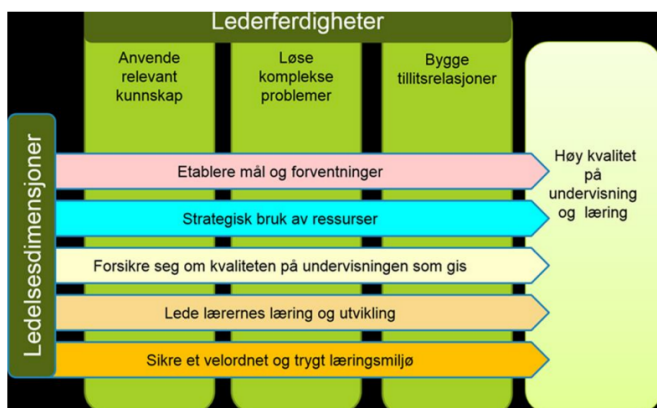 Lederferdigheter
Anvende
relevant
kunnskap
Løse
komplekse
problemer
Bygge
tillitsrelasjoner
Ledelsesdimensjoner
Etablere mål og forventninger
Strategisk bruk av ressurser
Forsikre seg om kvaliteten på undervisningen som gis
Lede lærernes læring og utvikling
Sikre et velordnet og trygt læringsmiljø
Høy kvalitet
på
undervisning
og læring